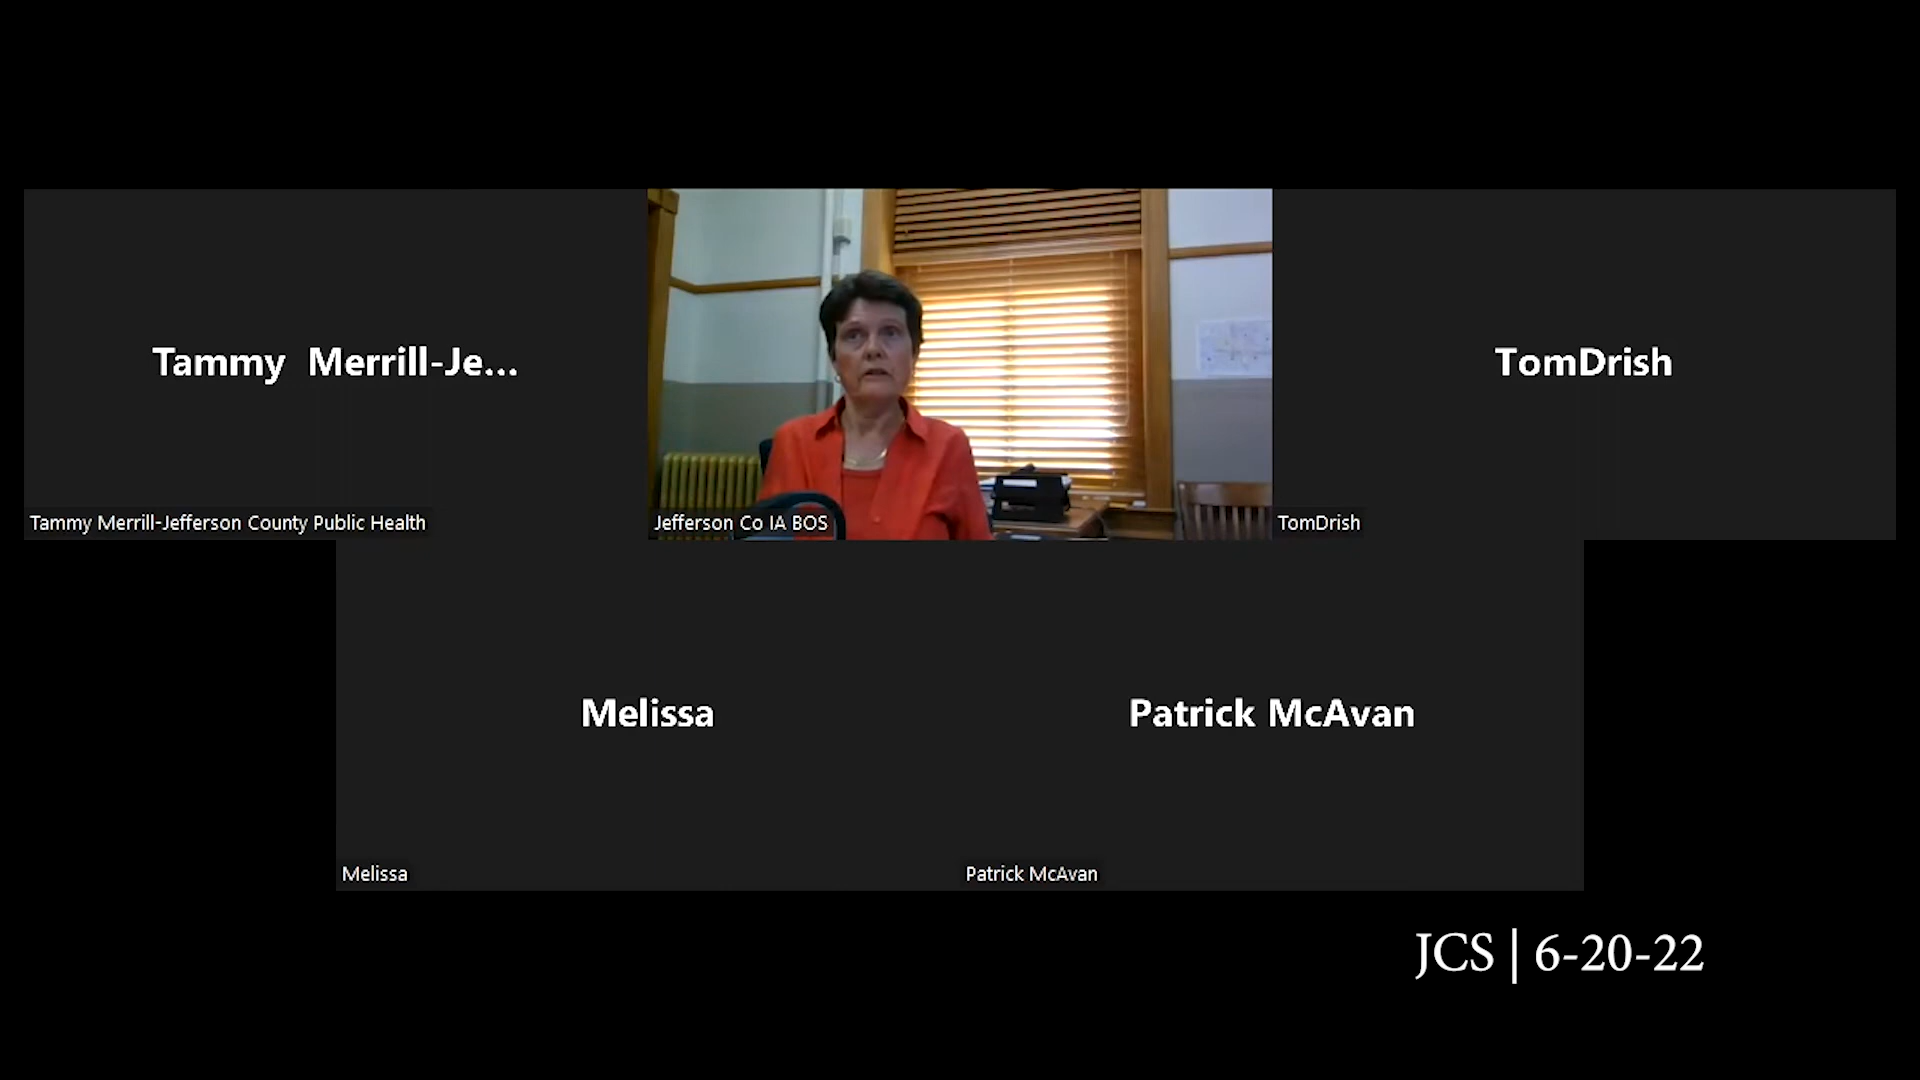 Tammy Merrill-Je...
Tammy Merrill-Jefferson County Public Health
Jefferson Co IA BOS
TomDrish
TomDrish
Melissa
Melissa
Patrick McAvan
Patrick McAvan
JCS | 6-20-22